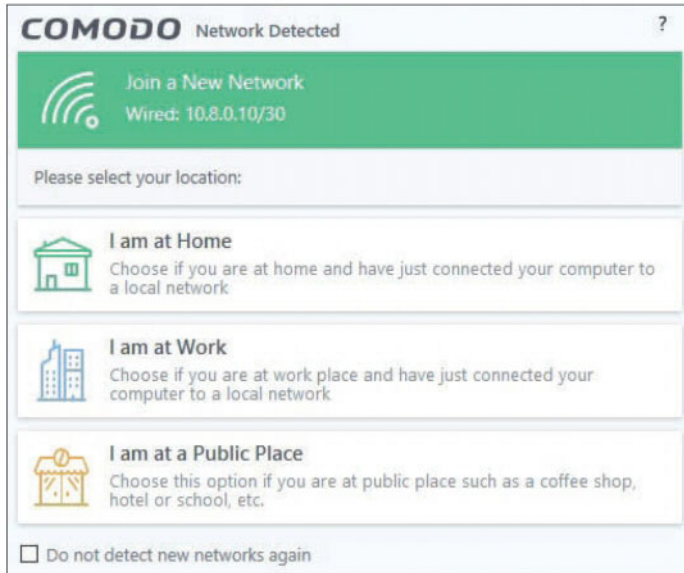 COMODO Network Detected ?
Join a New Network
Wired: 10.8.0.10/30
Please select your location:
I am at Home
Choose if you are at home and have just connected your computer to
a local network
I am at Work
Choose if you are at work place and have just connected your
computer to a local network
I am at a Public Place
Choose this option if you are at public place such as a coffee shop,
hotel or school, etc.
Do not detect new networks again